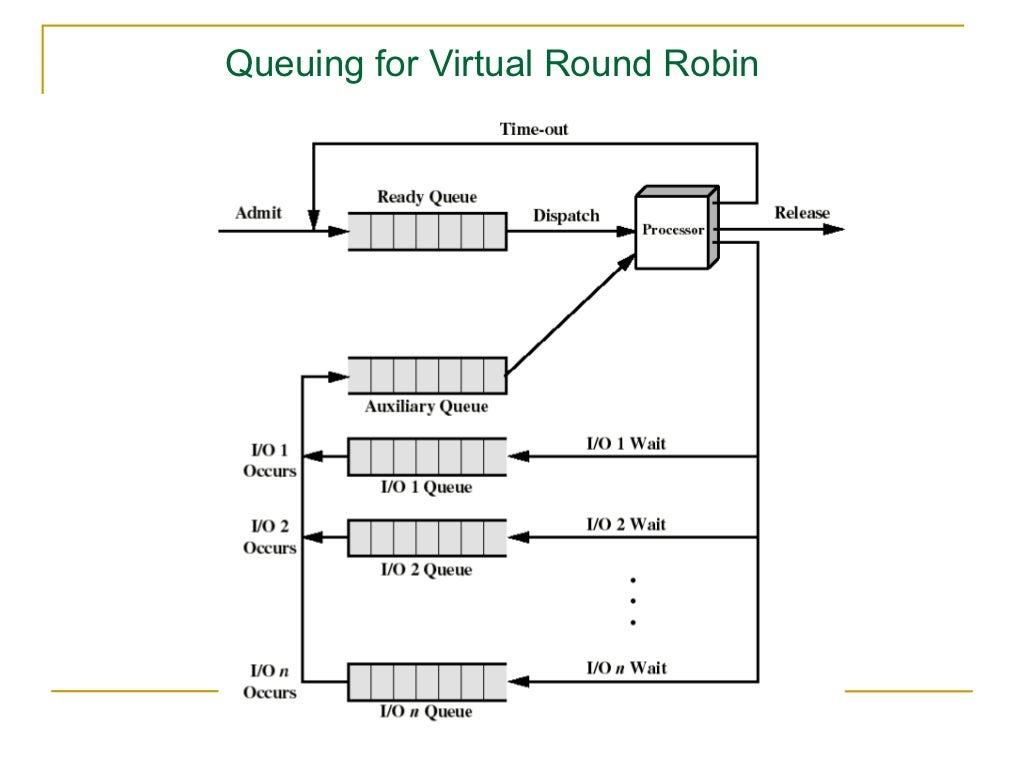 Queuing for Virtual Round Robin
Time-out
Ready Queue
Admit
Dispatch
Processor
Release
Auxiliary Queue
I/O 1
Occurs
I/O 1 Wait
I/O 1 Queue
I/O 2
Occurs
I/O 2 Wait
I/O 2 Queue
I/O n
Occurs
I/O n Wait
I/O n Queue